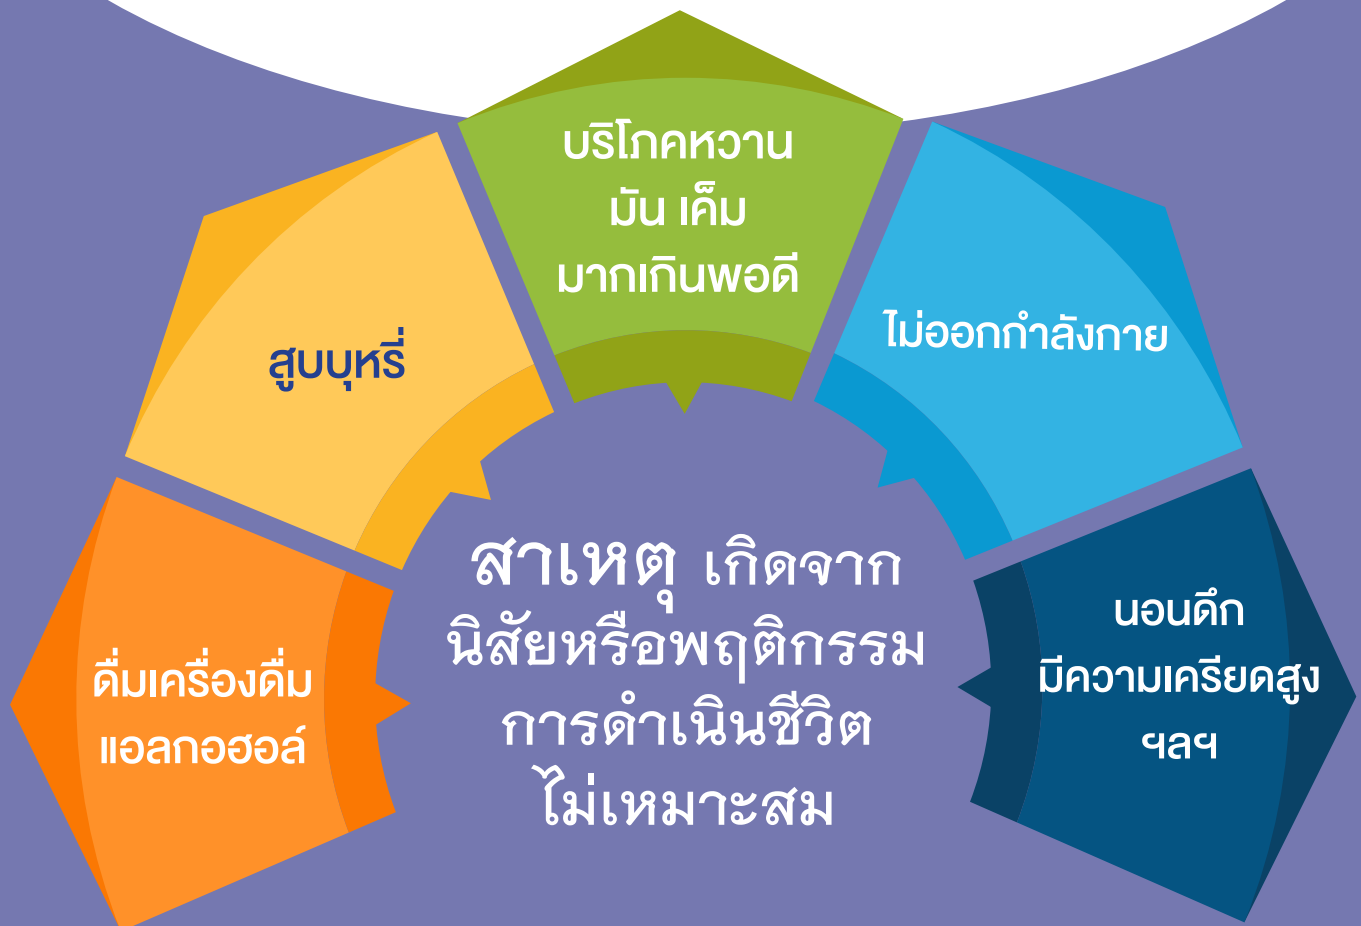 บริโภคหวาน
มัน เค็ม
มากเกินพอดี
สูบบุหรี่
ไม่ออกกำลังกาย
ดื่มเครื่องดื่ม
แอลกอฮอล์
สาเหตุ เกิดจาก
นิสัยหรือพฤติกรรม
การดำเนินชีวิต
ไม่เหมาะสม
นอนดึก
มีความเครียดสูง
ฯลฯ